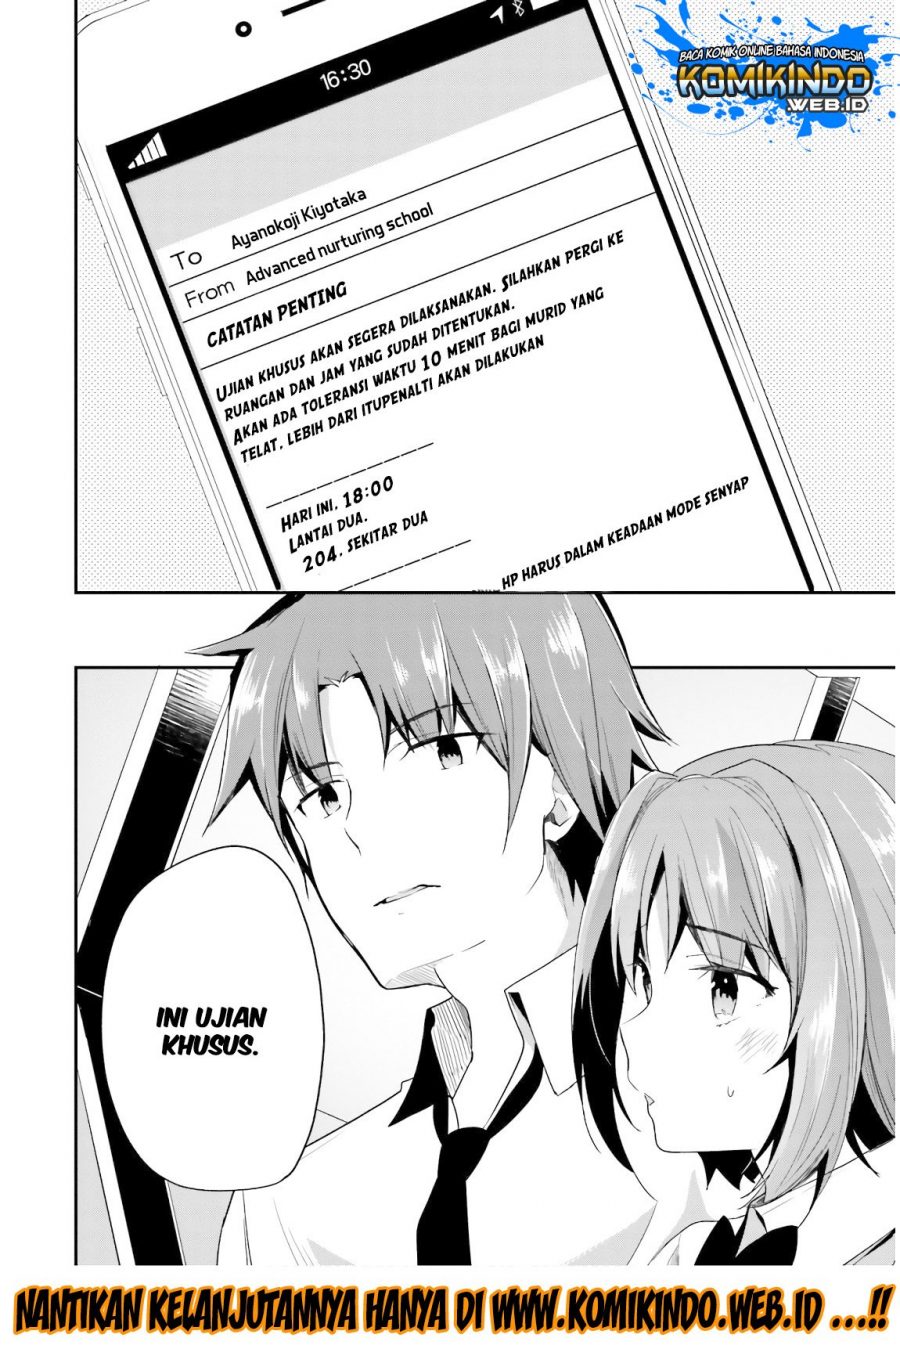 BACA KOMIK ONLINE BAHASA INDONESIA
KOMIKINDO
.WEB.ID
16:30
To Ayanokoji Kiyotaka
From Advanced nurturing school
CATATAN PENTING
UJIAN KHUSUS AKAN SEGERA DILAKSANAKAN. SILAHKAN PERGI KE
RUANGAN DAN JAM YANG SUDAH DITENTUKAN.
AKAN ADA TOLERANSI WAKTU 10 MENIT BAGI MURID YANG
TELAT, LEBIH DARI ITUPENALTI AKAN DILAKUKAN
HARI INI, 18:00
LANTAI DUA.
204, SEKITAR DUA
HP HARUS DALAM KEADAAN MODE SENYAP
INI UJIAN
KHUSUS.
NANTIKAN KELANJUTANNYA HANYA DI WWW.KOMIKINDO.WEB.ID ...!!